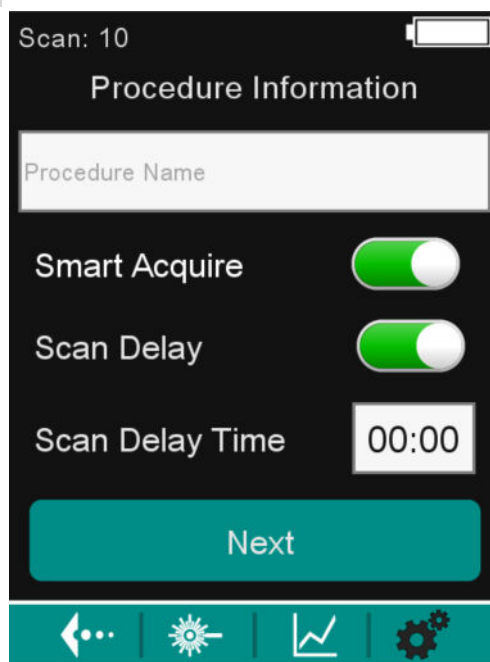 Scan: 10
Procedure Information
Procedure Name
Smart Acquire
Scan Delay
Scan Delay Time 00:00
Next